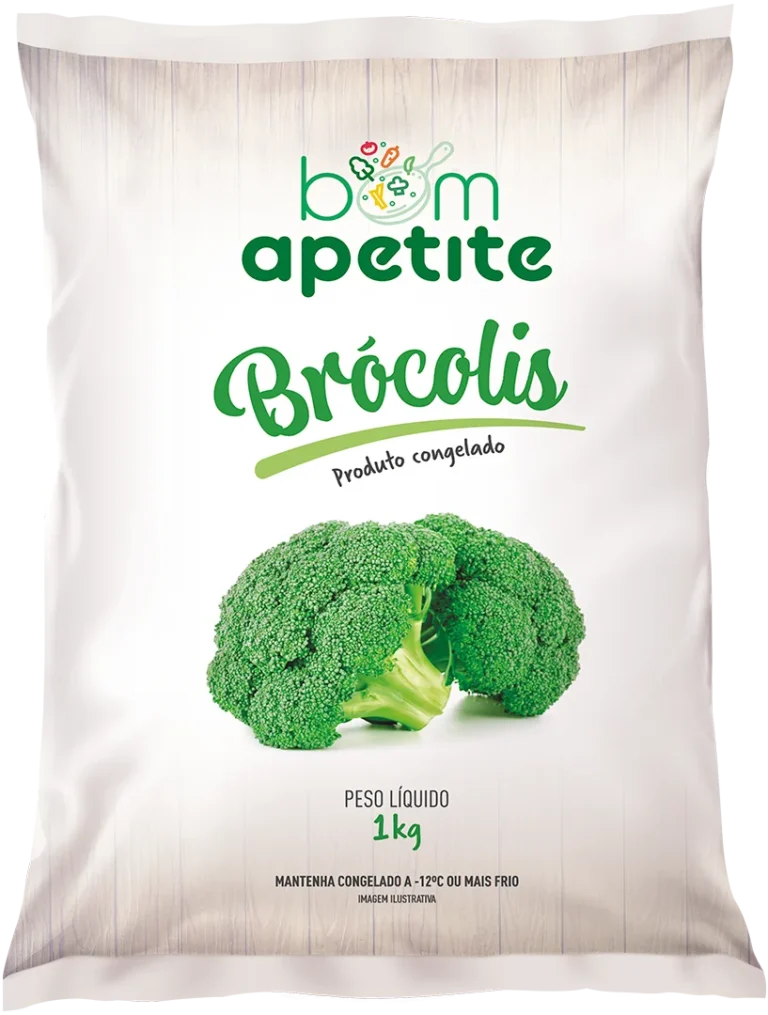 bom
apetite
Brócolis
Produto congelado
PESO LÍQUIDO
1kg
MANTENHA CONGELADO A -12ºC OU MAIS FRIO
IMAGEM ILUSTRATIVA